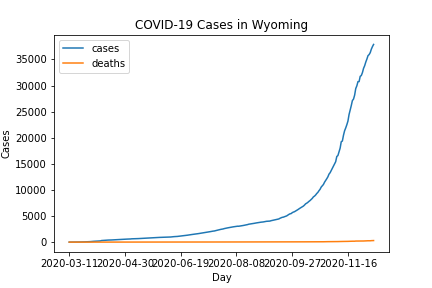 COVID-19 Cases in Wyoming
cases
deaths
35000
30000
25000
20000
15000
10000
5000
0
Cases
2020-03-11 2020-04-30 2020-06-19 2020-08-08 2020-09-27 2020-11-16
Day